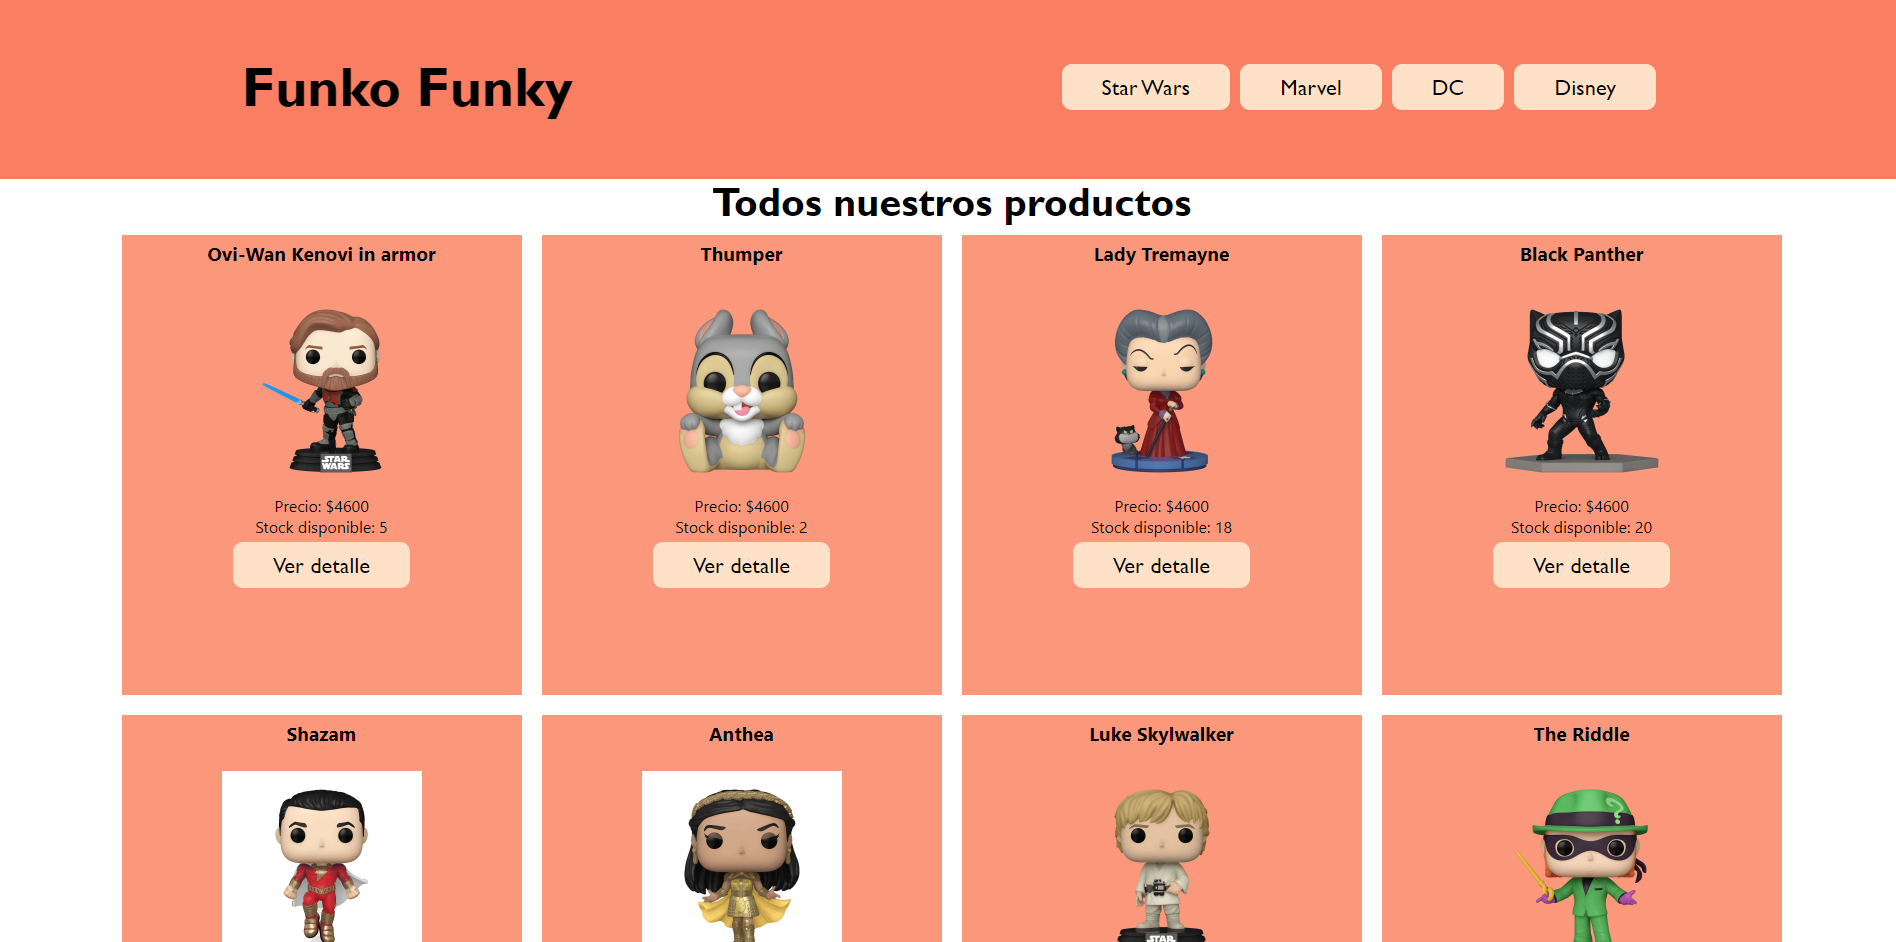 Funko Funky
Star Wars
Marvel
DC
Disney
Todos nuestros productos
Ovi-Wan Kenovi in armor
Thumper
Lady Tremayne
Black Panther
STAR
WARS
Precio: $4600
Stock disponible: 5
Ver detalle
Precio: $4600
Stock disponible: 2
Ver detalle
Precio: $4600
Stock disponible: 18
Ver detalle
Precio: $4600
Stock disponible: 20
Ver detalle
Shazam
Anthea
Luke Skylwalker
The Riddle
?
STAR